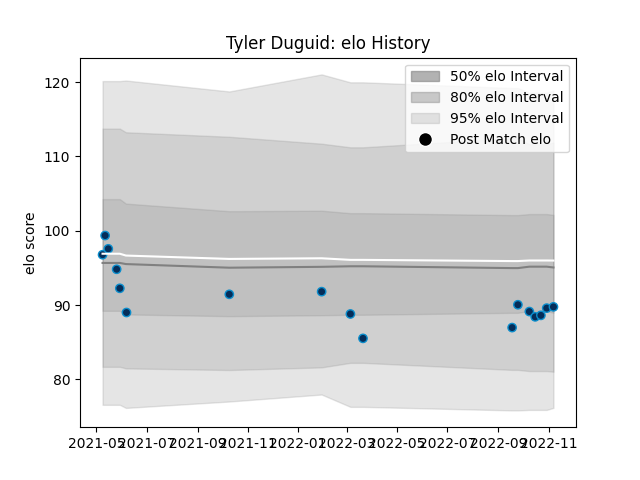 Tyler Duguid: elo History
50% elo Interval
80% elo Interval
95% elo Interval
Post Match elo
elo score
120
110
100
90
80
2021-05 2021-07 2021-09 2021-11 2022-01 2022-03 2022-05 2022-07 2022-09 2022-11